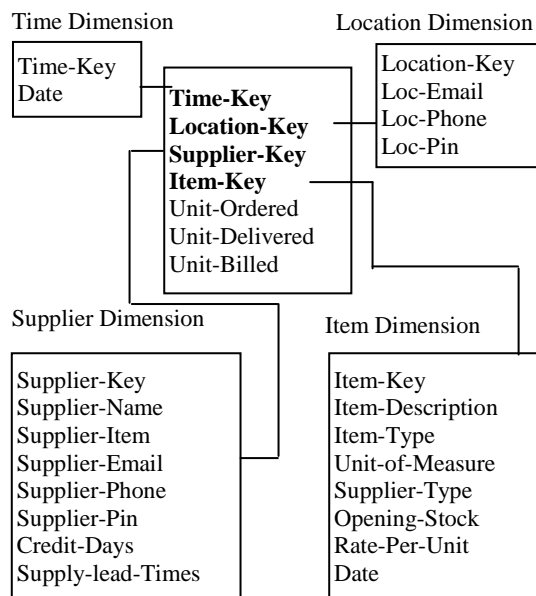 Time Dimension
Time-Key
Date
Location Dimension
Location-Key
Loc-Email
Loc-Phone
Loc-Pin
Time-Key
Location-Key
Supplier-Key
Item-Key
Unit-Ordered
Unit-Delivered
Unit-Billed
Supplier Dimension
Supplier-Key
Supplier-Name
Supplier-Item
Supplier-Email
Supplier-Phone
Supplier-Pin
Credit-Days
Supply-lead-Times
Item Dimension
Item-Key
Item-Description
Item-Type
Unit-of-Measure
Supplier-Type
Opening-Stock
Rate-Per-Unit
Date